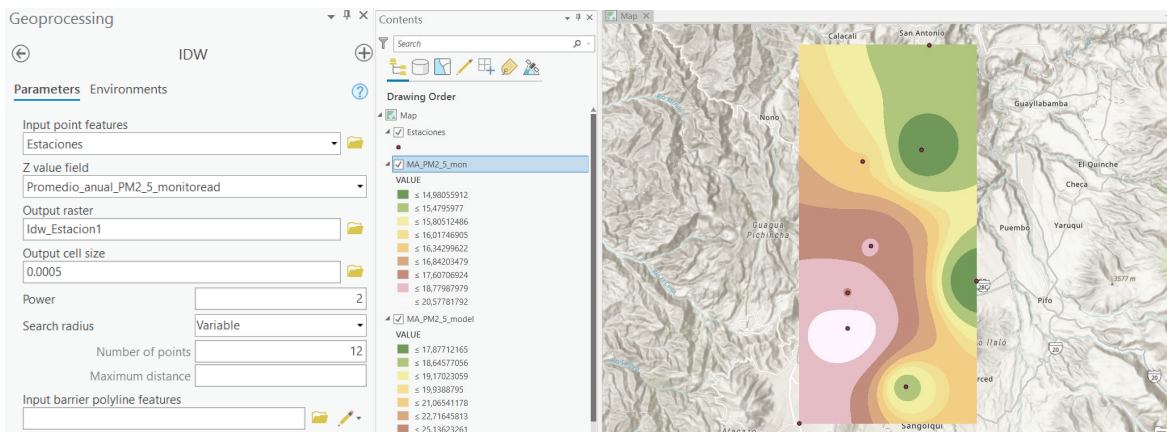 Geoprocessing
IDW
Parameters Environments
Input point features
Estaciones
Z value field
Promedio_anual_PM2_5_monitoread
Output raster
Idw_Estacion1
Output cell size
0.0005
Power
2
Search radius
Variable
Number of points
12
Maximum distance
Input barrier polyline features
Contents
Search
Drawing Order
Map
Estaciones
MA_PM2_5_mon
VALUE
≤ 14,98055912
≤ 15,4795977
≤ 15,80512486
≤ 16,01746905
≤ 16,34299622
≤ 16,84203479
≤ 17,60706924
≤ 18,77987979
≤ 20,57781792
MA_PM2_5_model
VALUE
≤ 17,87712165
≤ 18,64577056
≤ 19,17023059
≤ 19,9388795
≤ 21,06541178
≤ 22,71645813
≤ 25,13623261
Map
Calacali
San Antonio
Guayllabamba
Nono
El Quinche
Checa
Guagua
Pichincha
Puembo
Yaruqui
3577 m
28C
Pifo
20
20
Sangolqui